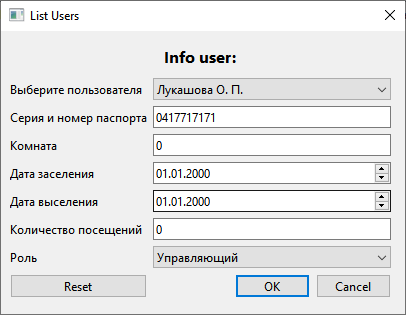 List Users
Info user:
Выберите пользователя Лукашова О. П.
Серия и номер паспорта 0417717171
Комната 0
Дата заселения 01.01.2000
Дата выселения 01.01.2000
Количество посещений 0
Роль Управляющий
Reset OK Cancel